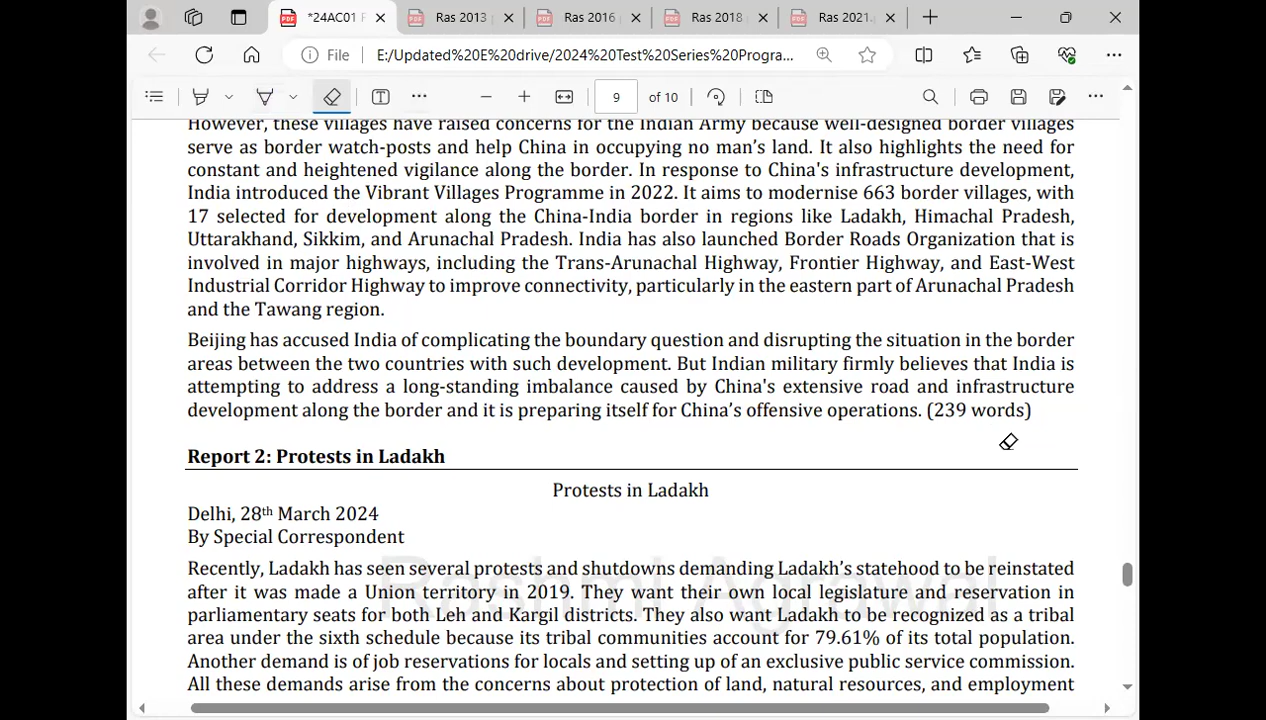 *24AC01 F
Ras 2013
Ras 2016
Ras 2018
Ras 2021.
File
E:/Updated%20E%20drive/2024%20Test%20Series%20Progra...
9
of 10
However, these villages have raised concerns for the Indian Army because well-designed border villages
serve as border watch-posts and help China in occupying no man's land. It also highlights the need for
constant and heightened vigilance along the border. In response to China's infrastructure development,
India introduced the Vibrant Villages Programme in 2022. It aims to modernise 663 border villages, with
17 selected for development along the China-India border in regions like Ladakh, Himachal Pradesh,
Uttarakhand, Sikkim, and Arunachal Pradesh. India has also launched Border Roads Organization that is
involved in major highways, including the Trans-Arunachal Highway, Frontier Highway, and East-West
Industrial Corridor Highway to improve connectivity, particularly in the eastern part of Arunachal Pradesh
and the Tawang region.
Beijing has accused India of complicating the boundary question and disrupting the situation in the border
areas between the two countries with such development. But Indian military firmly believes that India is
attempting to address a long-standing imbalance caused by China's extensive road and infrastructure
development along the border and it is preparing itself for China's offensive operations. (239 words)
Report 2: Protests in Ladakh
Protests in Ladakh
Delhi, 28th March 2024
By Special Correspondent
Recently, Ladakh has seen several protests and shutdowns demanding Ladakh's statehood to be reinstated
after it was made a Union territory in 2019. They want their own local legislature and reservation in
parliamentary seats for both Leh and Kargil districts. They also want Ladakh to be recognized as a tribal
area under the sixth schedule because its tribal communities account for 79.61% of its total population.
Another demand is of job reservations for locals and setting up of an exclusive public service commission.
All these demands arise from the concerns about protection of land, natural resources, and employment
Rashmi Agrawal